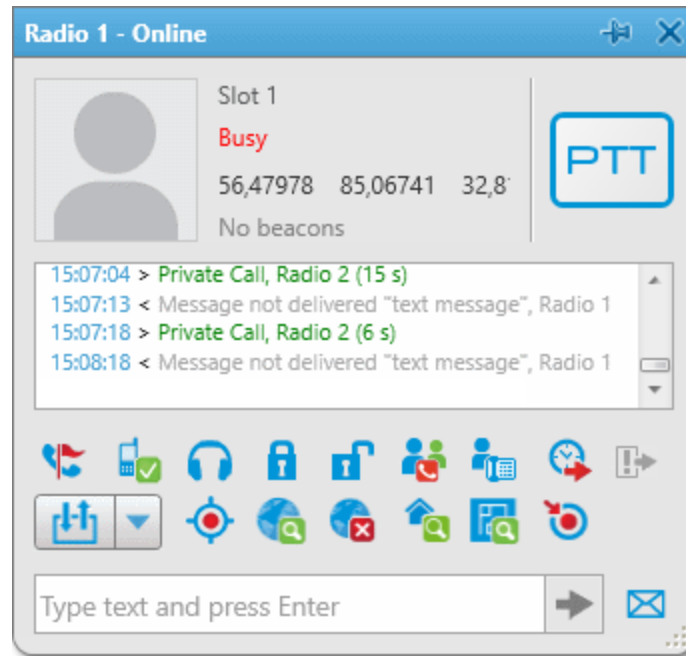 Radio 1 - Online
Slot 1
Busy
56,47978 85,06741 32,8
No beacons
PTT
15:07:04 > Private Call, Radio 2 (15 s)
15:07:13 < Message not delivered "text message", Radio 1
15:07:18 > Private Call, Radio 2 (6 s)
15:08:18 < Message not delivered "text message", Radio 1
Type text and press Enter